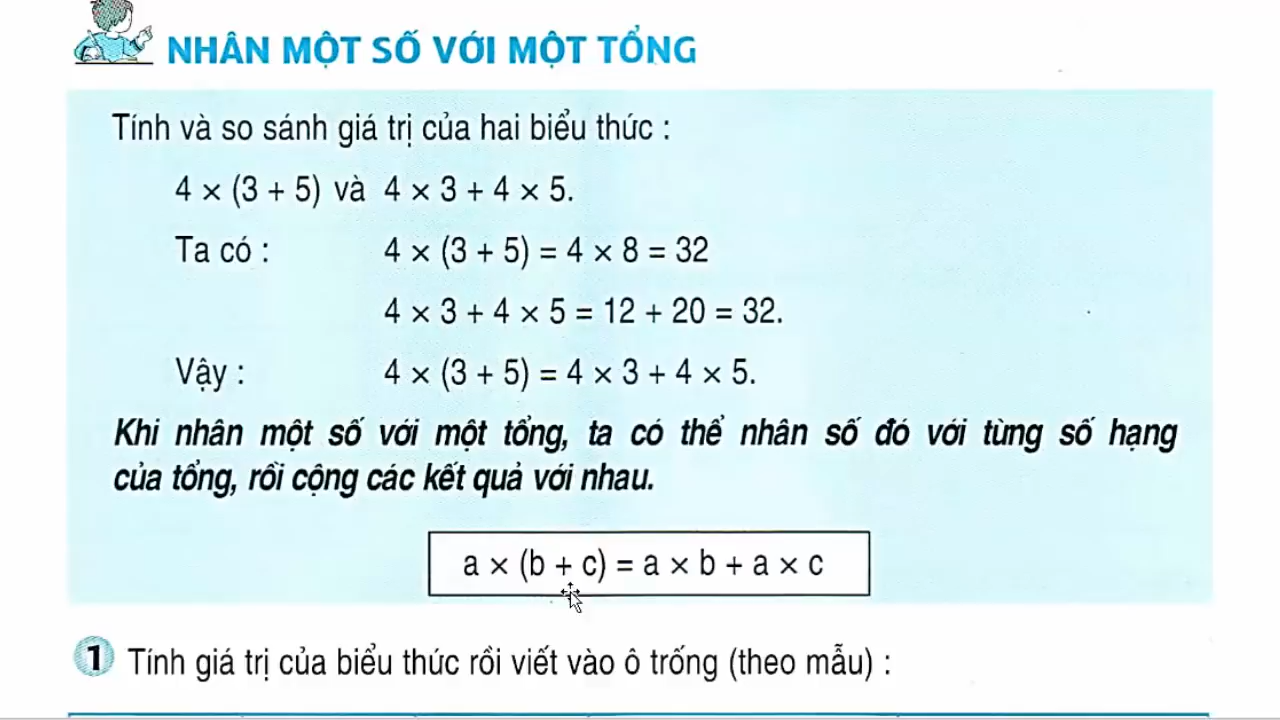 NHÂN MỘT SỐ VỚI MỘT TỔNG
Tính và so sánh giá trị của hai biểu thức :
4 × (3 + 5) và 4 × 3 + 4 × 5.
Ta có : 4 × (3 + 5) = 4 × 8 = 32
4 × 3 + 4 × 5 = 12 + 20 = 32.
Vậy : 4 × (3 + 5) = 4 × 3 + 4 × 5.
Khi nhân một số với một tổng, ta có thể nhân số đó với từng số hạng
của tổng, rồi cộng các kết quả với nhau.
a × (b + c) = a × b + a × c
1 Tính giá trị của biểu thức rồi viết vào ô trống (theo mẫu) :